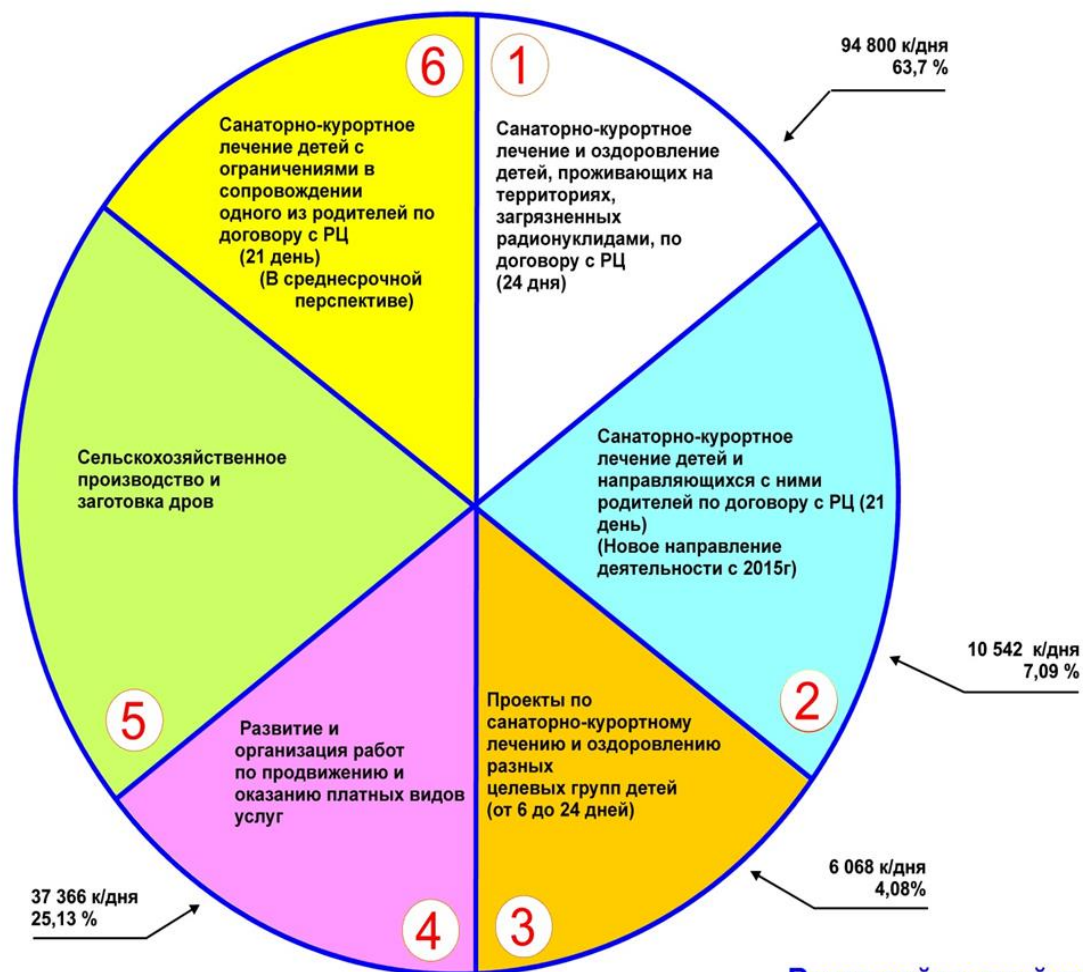 6
1
94 800 к/дня
63,7 %
Санаторно-курортное
лечение детей с
ограничениями в
сопровождении
одного из родителей по
договору с РЦ
(21 день)
(В среднесрочной
перспективе)
Санаторно-курортное
лечение и оздоровление
детей, проживающих на
территориях,
загрязненных
радионуклидами, по
договору с РЦ
(24 дня)
Сельскохозяйственное
производство и
заготовка дров
Санаторно-курортное
лечение детей и
направляющихся с ними
родителей по договору с РЦ (21
день)
(Новое направление
деятельности с 2015г)
10 542 к/дня
7,09 %
5
2
Развитие и
организация работ
по продвижению и
оказанию платных видов
услуг
Проекты по
санаторно-курортному
лечению и оздоровлению
разных
целевых групп детей
(от 6 до 24 дней)
37 366 к/дня
25,13 %
4
3
6 068 к/дня
4,08%